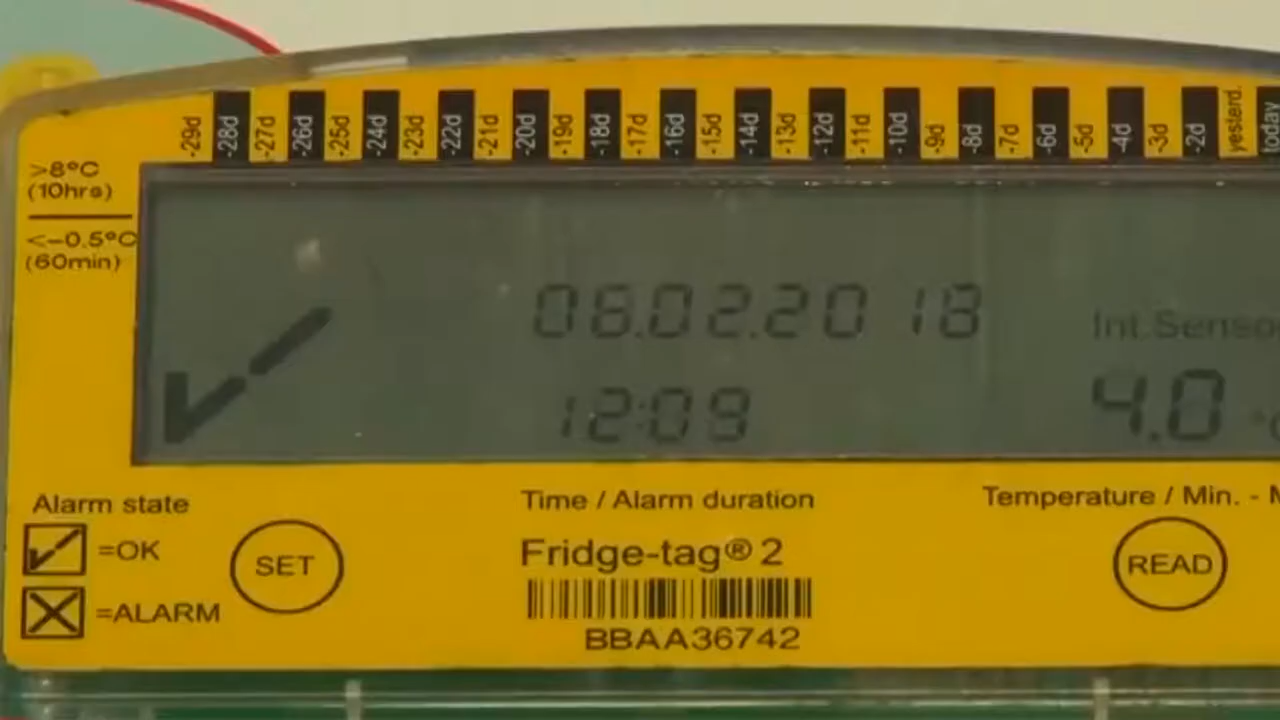 -29d -28d -27d -26d -25d -24d -23d -22d -21d -20d -19d -18d -17d -16d -15d -14d -13d -12d -11d -10d -9d -8d -7d -6d -5d -4d -3d -2d yesterd. today
>8°C
(10hrs)
<-0.5°C
(60min)
06.02.2018
Int.Senso
12:09
4.0 °C
Alarm state
Time / Alarm duration
Temperature / Min. - M
=OK
SET
Fridge-tag® 2
READ
=ALARM
BBAA36742